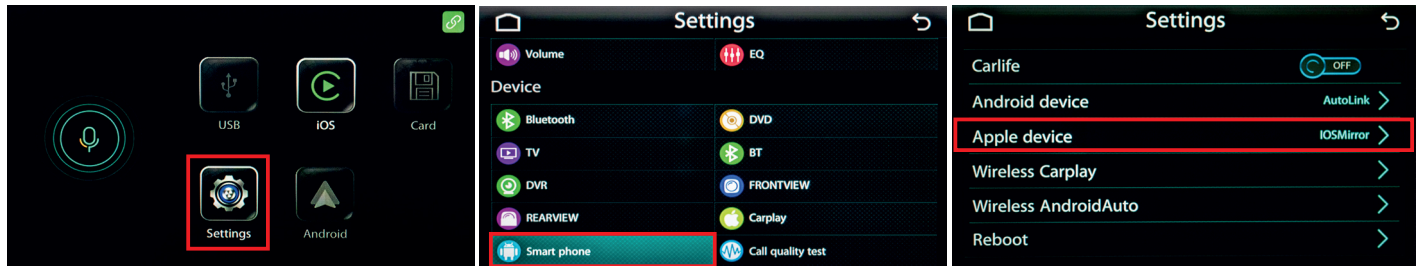 USB
iOS
Card
Settings
Android
Settings
Volume
EQ
Device
Bluetooth
DVD
TV
BT
DVR
FRONTVIEW
REARVIEW
Carplay
Smart phone
Call quality test
Settings
Carlife
OFF
Android device
AutoLink
Apple device
IOSMirror
Wireless Carplay
Wireless AndroidAuto
Reboot